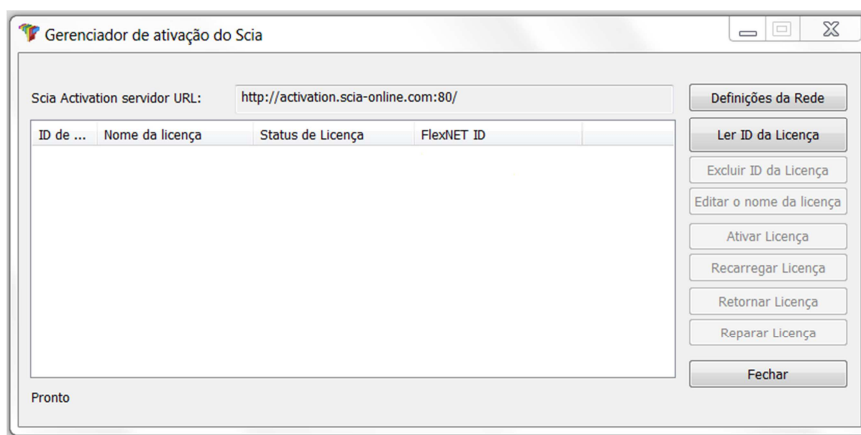 Gerenciador de ativação do Scia
Scia Activation servidor URL: http://activation.scia-online.com:80/
Definições da Rede
ID de ... Nome da licença Status de Licença FlexNET ID
Ler ID da Licença
Excluir ID da Licença
Editar o nome da licença
Ativar Licença
Recarregar Licença
Retornar Licença
Reparar Licença
Fechar
Pronto